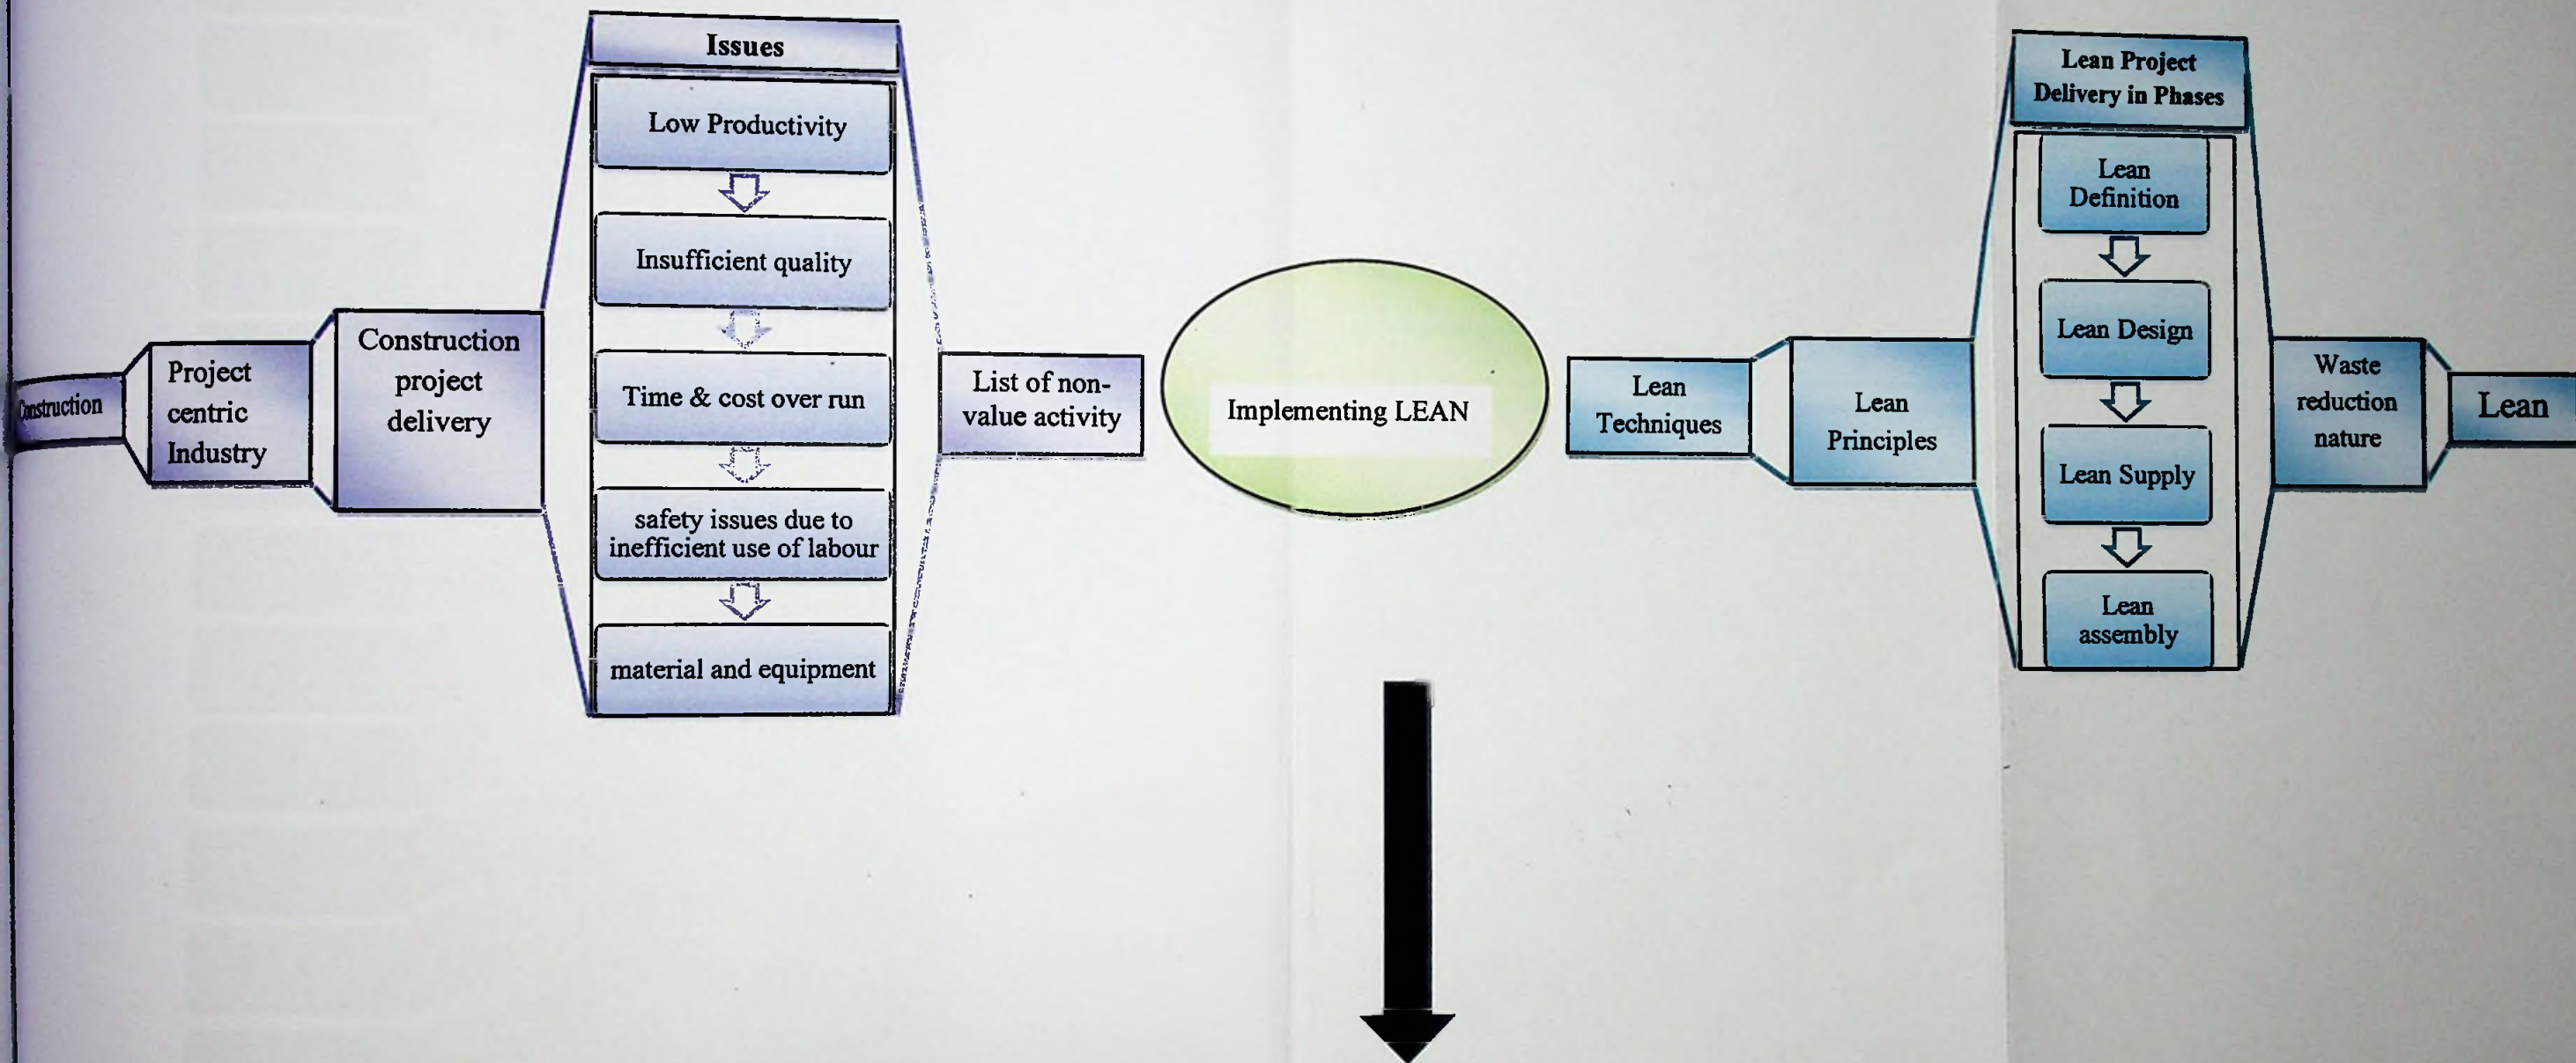 Construction
Project
centric
Industry
Construction
project
delivery
Issues
Low Productivity
Insufficient quality
Time & cost over run
safety issues due to
inefficient use of labour
material and equipment
List of non-
value activity
Implementing LEAN
Lean
Techniques
Lean
Principles
Lean Project
Delivery in Phases
Lean
Definition
Lean Design
Lean Supply
Lean
assembly
Waste
reduction
nature
Lean